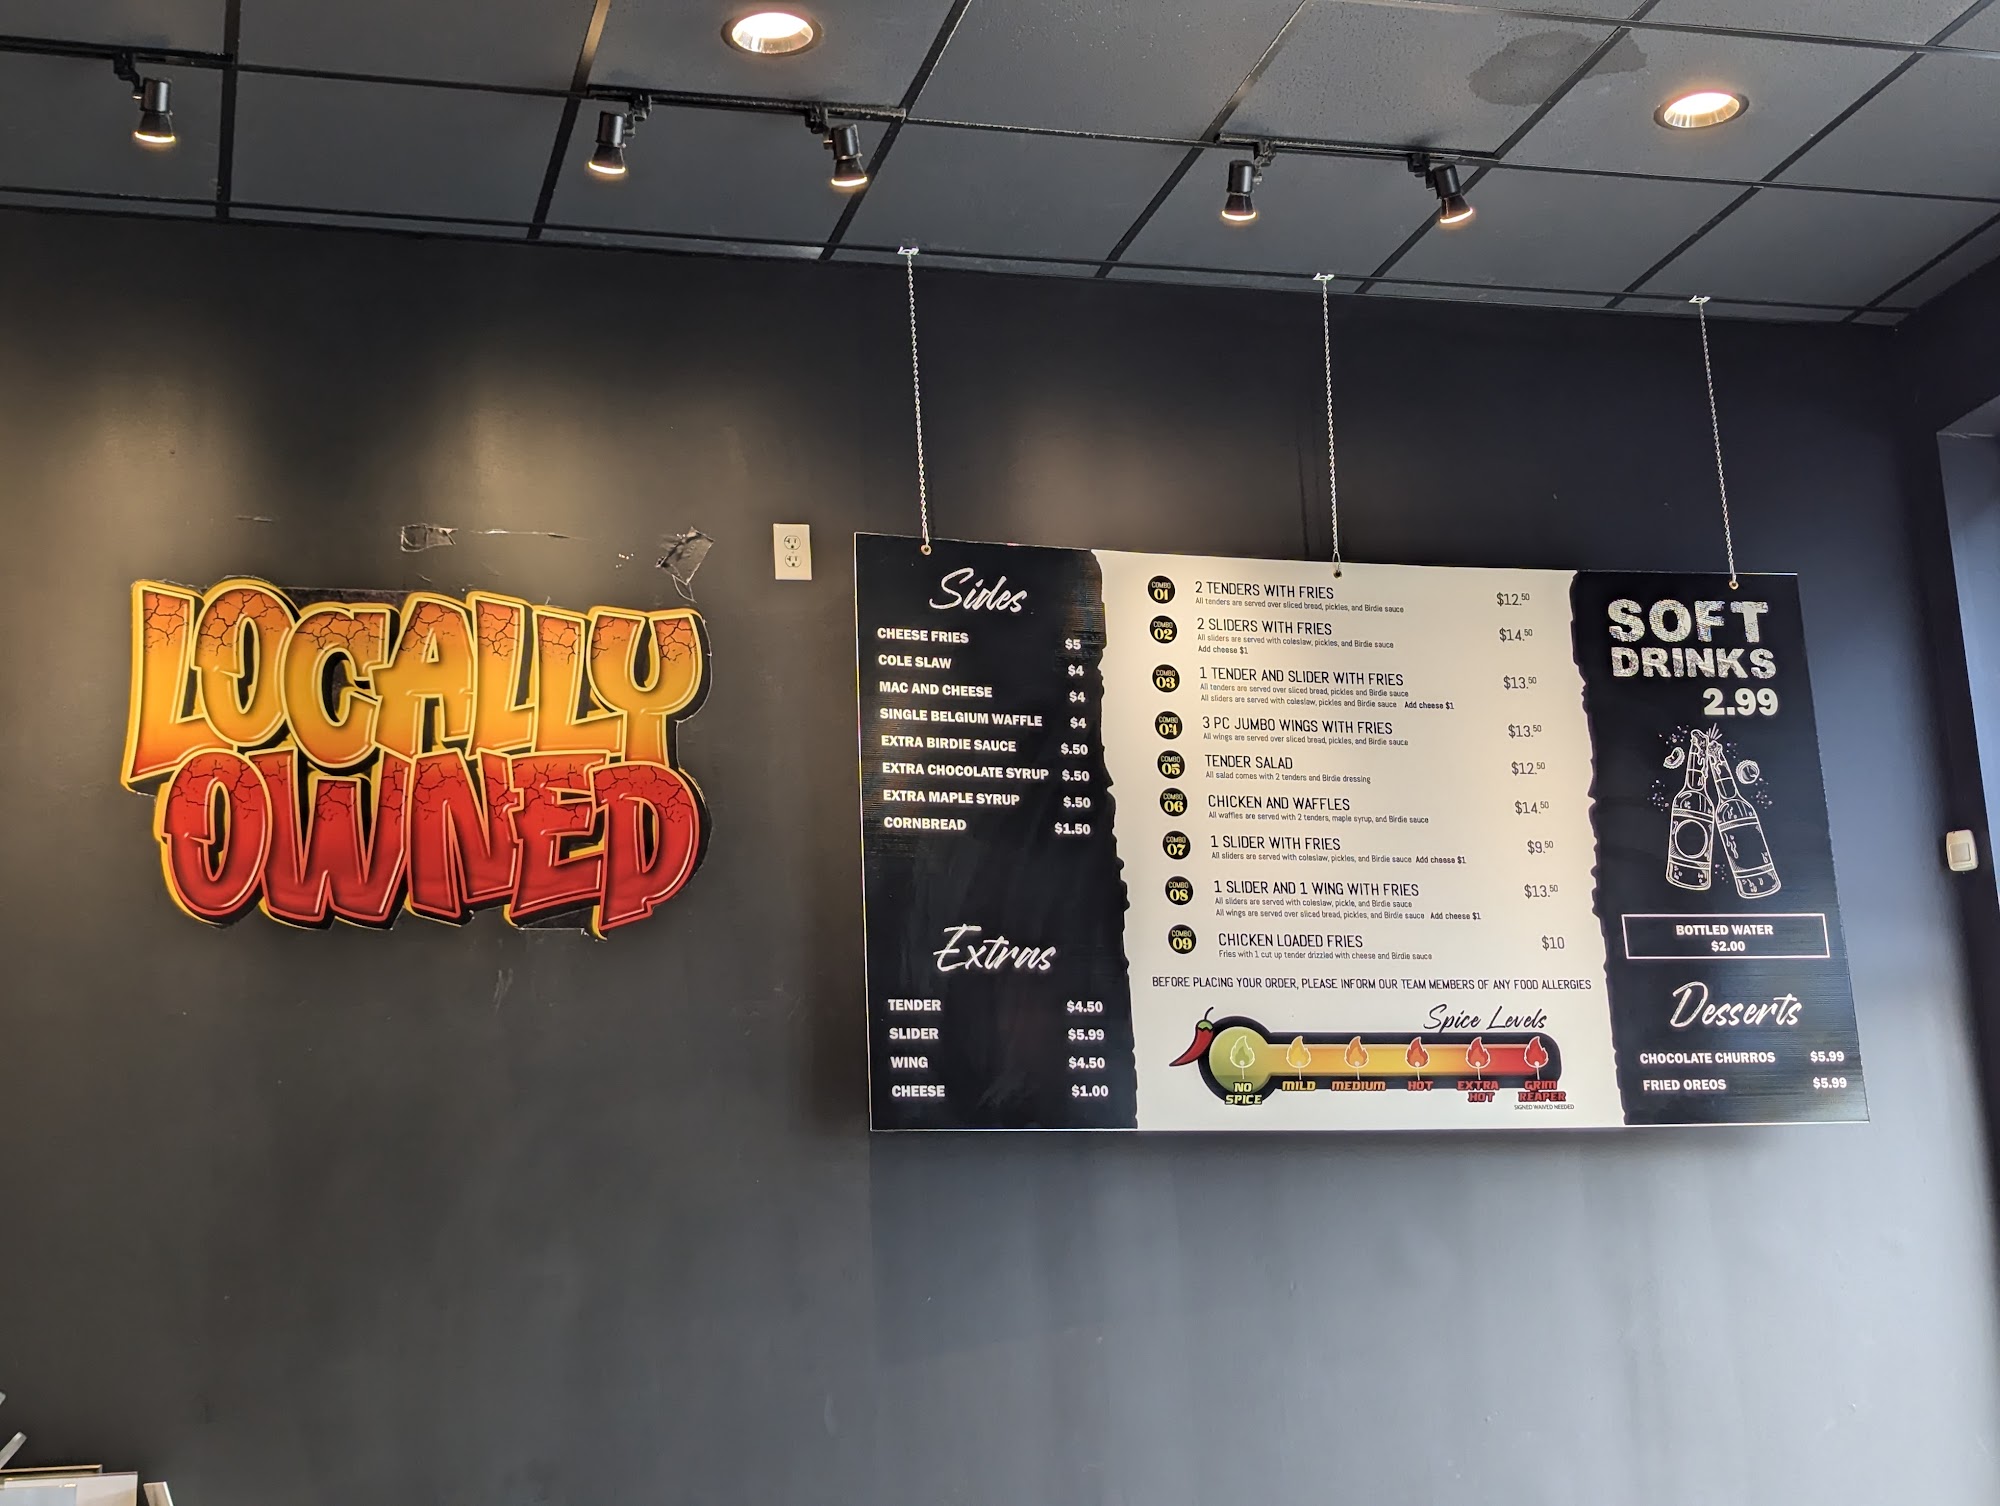 LOCALLY
OWNED
Sides
CHEESE FRIES $5
COLE SLAW $4
MAC AND CHEESE $4
SINGLE BELGIUM WAFFLE $4
EXTRA BIRDIE SAUCE $.50
EXTRA CHOCOLATE SYRUP $.50
EXTRA MAPLE SYRUP $.50
CORNBREAD $1.50
Extras
TENDER $4.50
SLIDER $5.99
WING $4.50
CHEESE $1.00
COMBO 01 2 TENDERS WITH FRIES $12.50
All tenders are served over sliced bread, pickles, and Birdie sauce
COMBO 02 2 SLIDERS WITH FRIES $14.50
All sliders are served with coleslaw, pickles, and Birdie sauce
Add cheese $1
COMBO 03 1 TENDER AND SLIDER WITH FRIES $13.50
All tenders are served over sliced bread, pickles and Birdie sauce
All sliders are served with coleslaw, pickles and Birdie sauce Add cheese $1
COMBO 04 3 PC JUMBO WINGS WITH FRIES $13.50
All wings are served over sliced bread, pickles, and Birdie sauce
COMBO 05 TENDER SALAD $12.50
All salad comes with 2 tenders and Birdie dressing
COMBO 06 CHICKEN AND WAFFLES $14.50
All waffles are served with 2 tenders, maple syrup, and Birdie sauce
COMBO 07 1 SLIDER WITH FRIES $9.50
All sliders are served with coleslaw, pickles, and Birdie sauce Add cheese $1
COMBO 08 1 SLIDER AND 1 WING WITH FRIES $13.50
All sliders are served with coleslaw, pickle, and Birdie sauce
All wings are served over sliced bread, pickles, and Birdie sauce Add cheese $1
COMBO 09 CHICKEN LOADED FRIES $10
Fries with 1 cut up tender drizzled with cheese and Birdie sauce
BEFORE PLACING YOUR ORDER, PLEASE INFORM OUR TEAM MEMBERS OF ANY FOOD ALLERGIES
Spice Levels
NO SPICE
MILD
MEDIUM
HOT
EXTRA HOT
GRIM REAPER
SIGNED WAIVED NEEDED
SOFT
DRINKS
2.99
BOTTLED WATER
$2.00
Desserts
CHOCOLATE CHURROS $5.99
FRIED OREOS $5.99